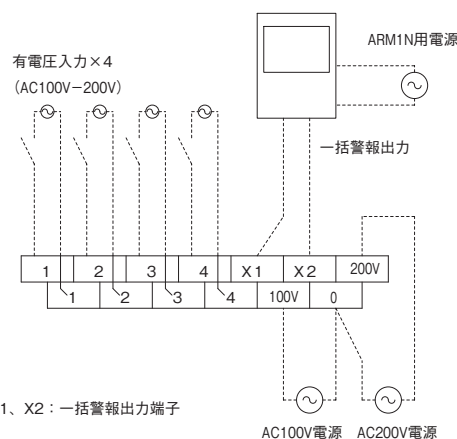 ARM1N用電源
有電圧入力×4
（AC100V−200V）
一括警報出力
1 2 3 4 X1 X2 200V
1 2 3 4 100V 0
1、X2：一括警報出力端子
AC100V電源 AC200V電源